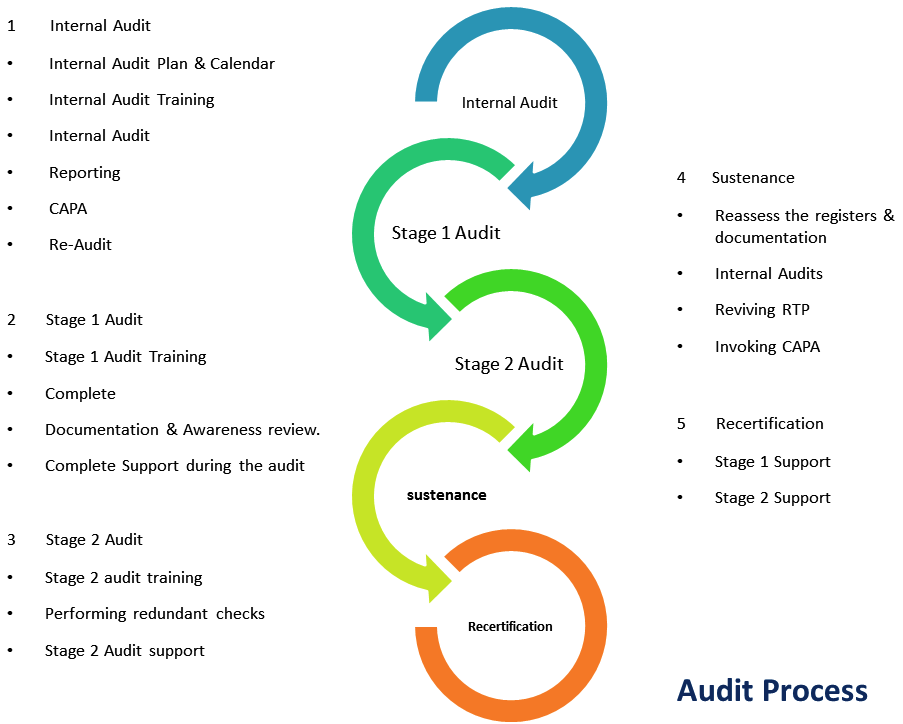 1 Internal Audit
• Internal Audit Plan & Calendar
• Internal Audit Training
• Internal Audit
• Reporting
• CAPA
• Re-Audit
2 Stage 1 Audit
• Stage 1 Audit Training
• Complete
• Documentation & Awareness review.
• Complete Support during the audit
3 Stage 2 Audit
• Stage 2 audit training
• Performing redundant checks
• Stage 2 Audit support
Internal Audit
Stage 1 Audit
Stage 2 Audit
sustenance
Recertification
4 Sustenance
• Reassess the registers &
documentation
• Internal Audits
• Reviving RTP
• Invoking CAPA
5 Recertification
• Stage 1 Support
• Stage 2 Support
Audit Process